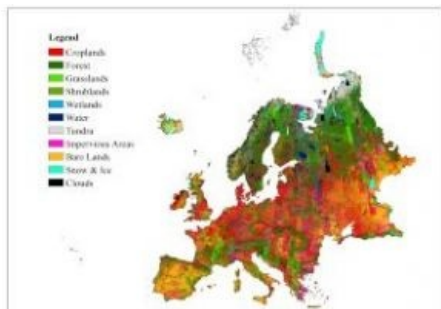 Legend
Croplands
Forest
Grasslands
Shrublands
Wetlands
Water
Tundra
Impervious Areas
Bare Lands
Snow & Ice
Clouds